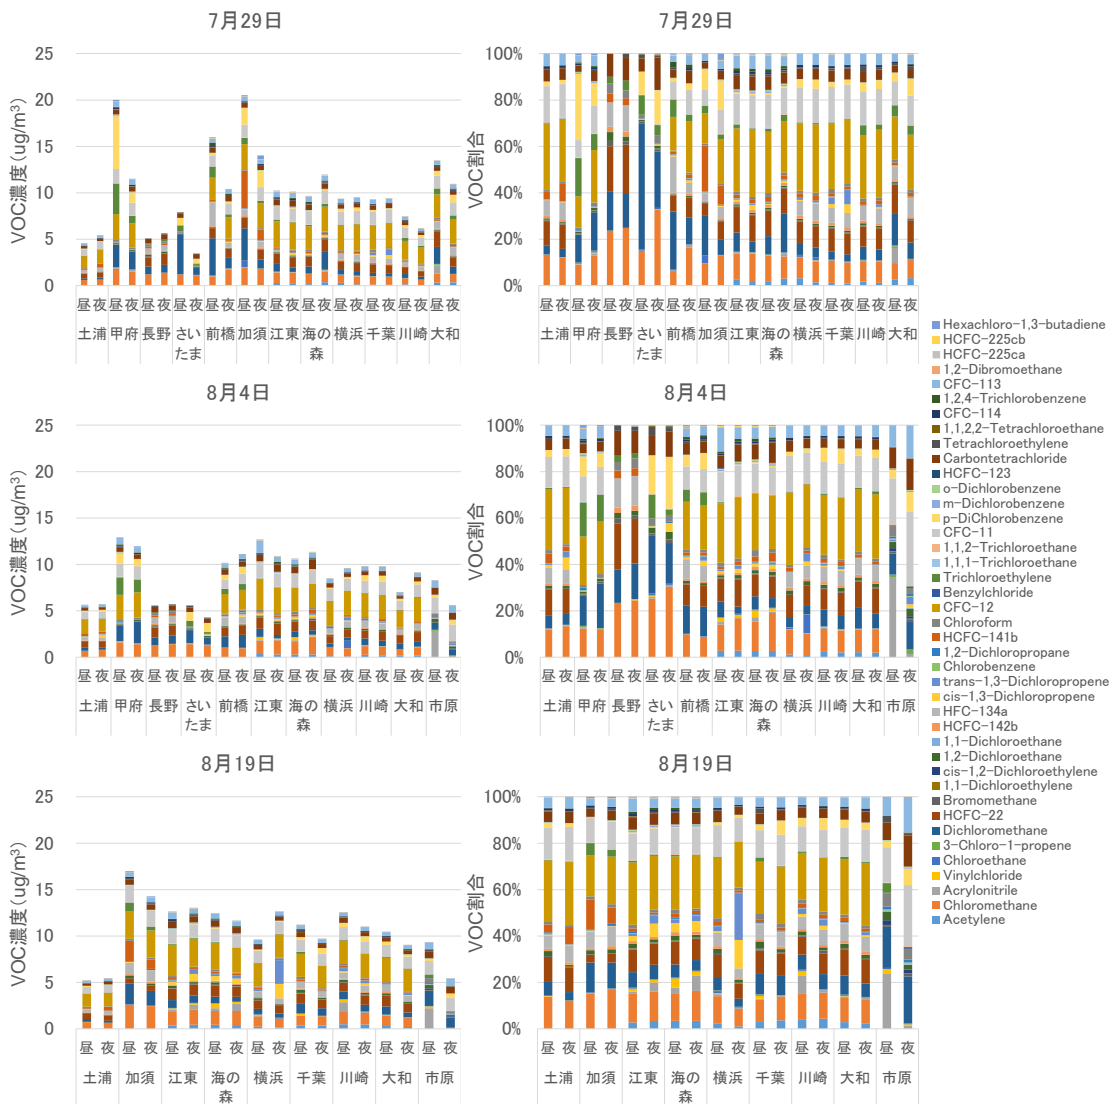 7月29日
25
20
15
10
5
0
VOC濃度(ug/m³)
昼 夜 昼 夜 昼 夜 昼 夜 昼 夜 昼 夜 昼 夜 昼 夜 昼 夜 昼 夜 昼 夜 昼 夜
土浦 甲府 長野 さいたま 前橋 加須 江東 海の森 横浜 千葉 川崎 大和
7月29日
100%
80%
60%
40%
20%
0%
VOC割合
昼 夜 昼 夜 昼 夜 昼 夜 昼 夜 昼 夜 昼 夜 昼 夜 昼 夜 昼 夜 昼 夜 昼 夜
土浦 甲府 長野 さいたま 前橋 加須 江東 海の森 横浜 千葉 川崎 大和
8月4日
25
20
15
10
5
0
VOC濃度(ug/m³)
昼 夜 昼 夜 昼 夜 昼 夜 昼 夜 昼 夜 昼 夜 昼 夜 昼 夜 昼 夜 昼 夜
土浦 甲府 長野 さいたま 前橋 江東 海の森 横浜 川崎 大和 市原
8月4日
100%
80%
60%
40%
20%
0%
VOC割合
昼 夜 昼 夜 昼 夜 昼 夜 昼 夜 昼 夜 昼 夜 昼 夜 昼 夜 昼 夜 昼 夜
土浦 甲府 長野 さいたま 前橋 江東 海の森 横浜 川崎 大和 市原
8月19日
25
20
15
10
5
0
VOC濃度(ug/m³)
昼 夜 昼 夜 昼 夜 昼 夜 昼 夜 昼 夜 昼 夜 昼 夜 昼 夜
土浦 加須 江東 海の森 横浜 千葉 川崎 大和 市原
8月19日
100%
80%
60%
40%
20%
0%
VOC割合
昼 夜 昼 夜 昼 夜 昼 夜 昼 夜 昼 夜 昼 夜 昼 夜 昼 夜
土浦 加須 江東 海の森 横浜 千葉 川崎 大和 市原
Hexachloro-1,3-butadiene
HCFC-225cb
HCFC-225ca
1,2-Dibromoethane
CFC-113
1,2,4-Trichlorobenzene
CFC-114
1,1,2,2-Tetrachloroethane
Tetrachloroethylene
Carbontetrachloride
HCFC-123
o-Dichlorobenzene
m-Dichlorobenzene
p-DiChlorobenzene
CFC-11
1,1,2-Trichloroethane
1,1,1-Trichloroethane
Trichloroethylene
Benzylchloride
CFC-12
Chloroform
HCFC-141b
1,2-Dichloropropane
Chlorobenzene
trans-1,3-Dichloropropene
cis-1,3-Dichloropropene
HFC-134a
HCFC-142b
1,1-Dichloroethane
1,2-Dichloroethane
cis-1,2-Dichloroethylene
1,1-Dichloroethylene
Bromomethane
HCFC-22
Dichloromethane
3-Chloro-1-propene
Chloroethane
Vinylchloride
Acrylonitrile
Chloromethane
Acetylene